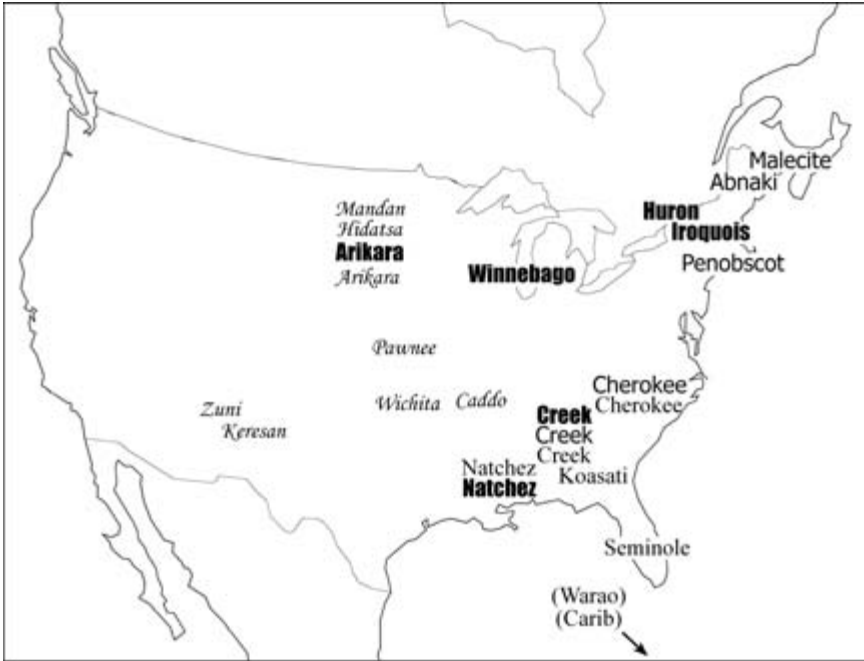 Malecite
Abnaki
Mandan
Huron
Hidatsa
Iroquois
Arikara
Penobscot
Winnebago
Arikara
Pawnee
Cherokee
Wichita
Caddo
Cherokee
Zuni
Creek
Keresan
Creek
Creek
Natchez
Koasati
Natchez
Seminole
(Warao)
(Carib)